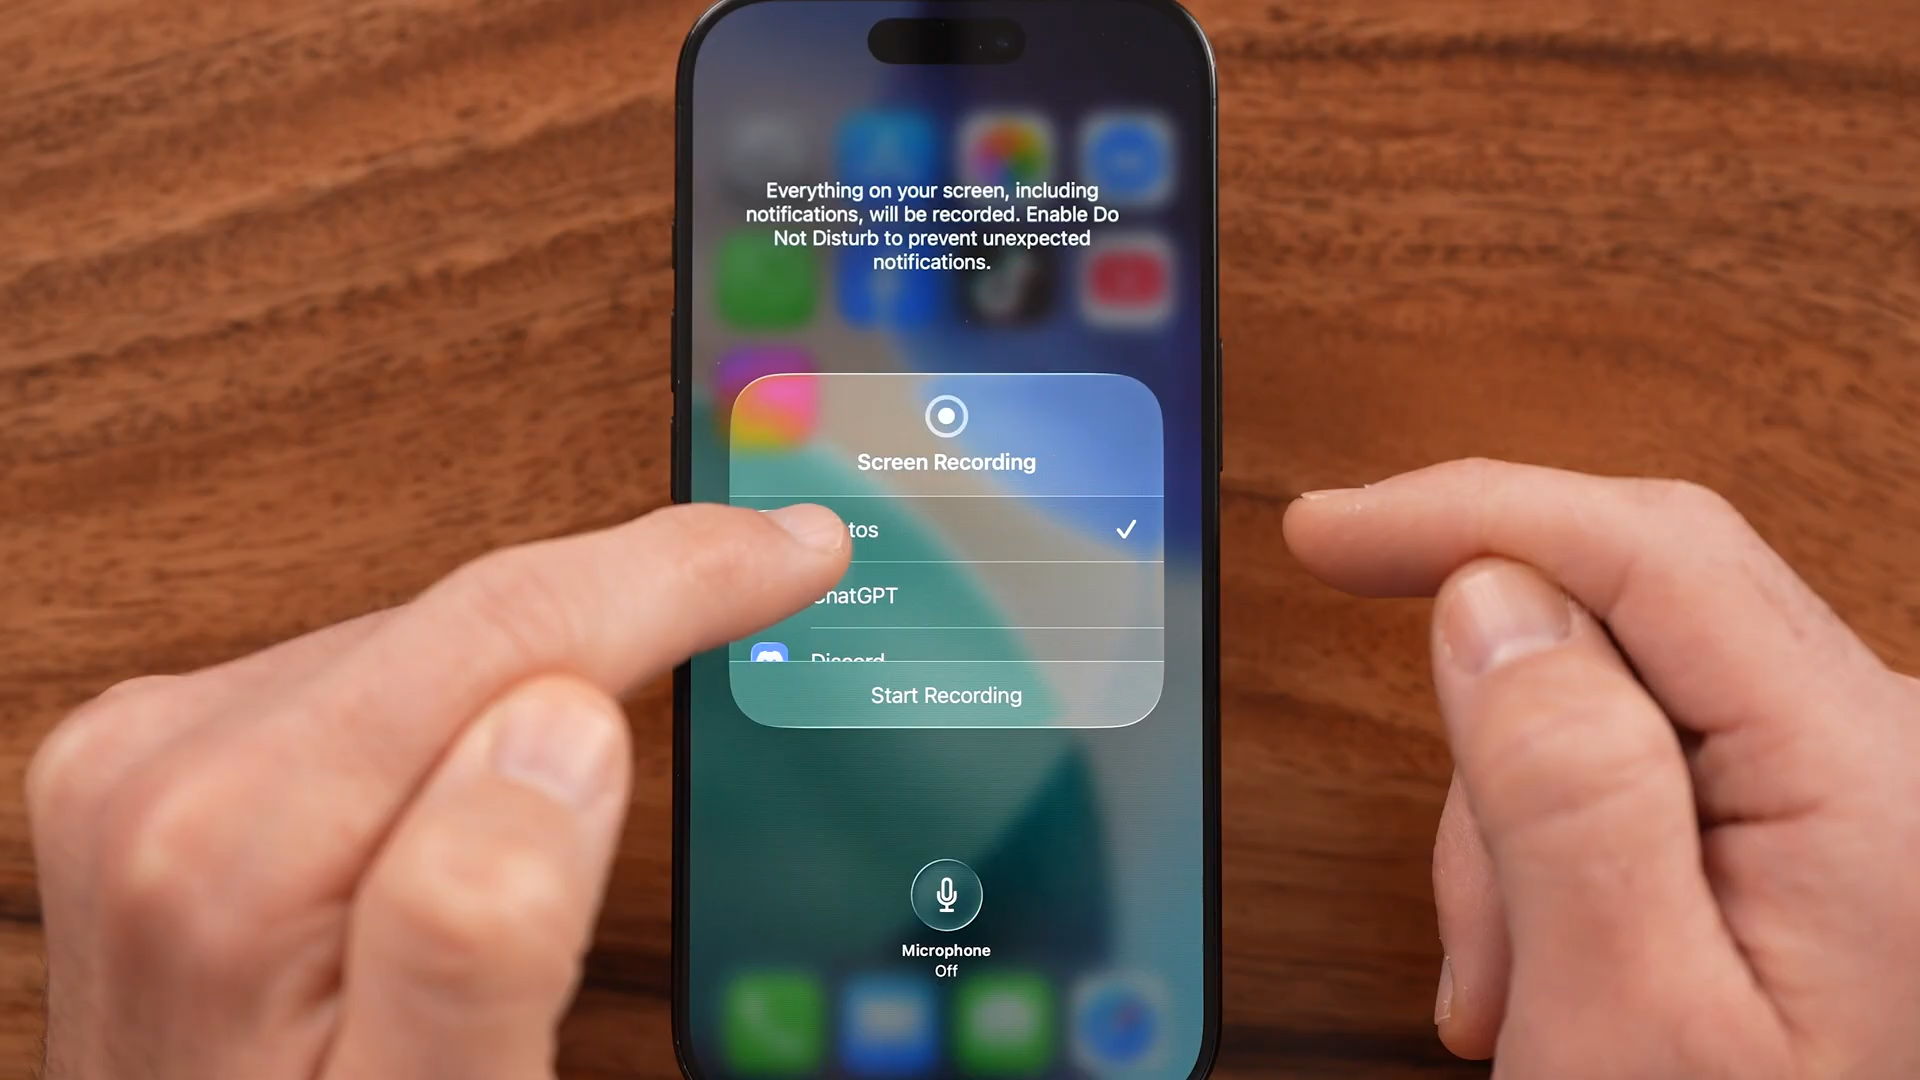 Everything on your screen, including
notifications, will be recorded. Enable Do
Not Disturb to prevent unexpected
notifications.
Screen Recording
tos
ChatGPT
Discord
Start Recording
Microphone
Off